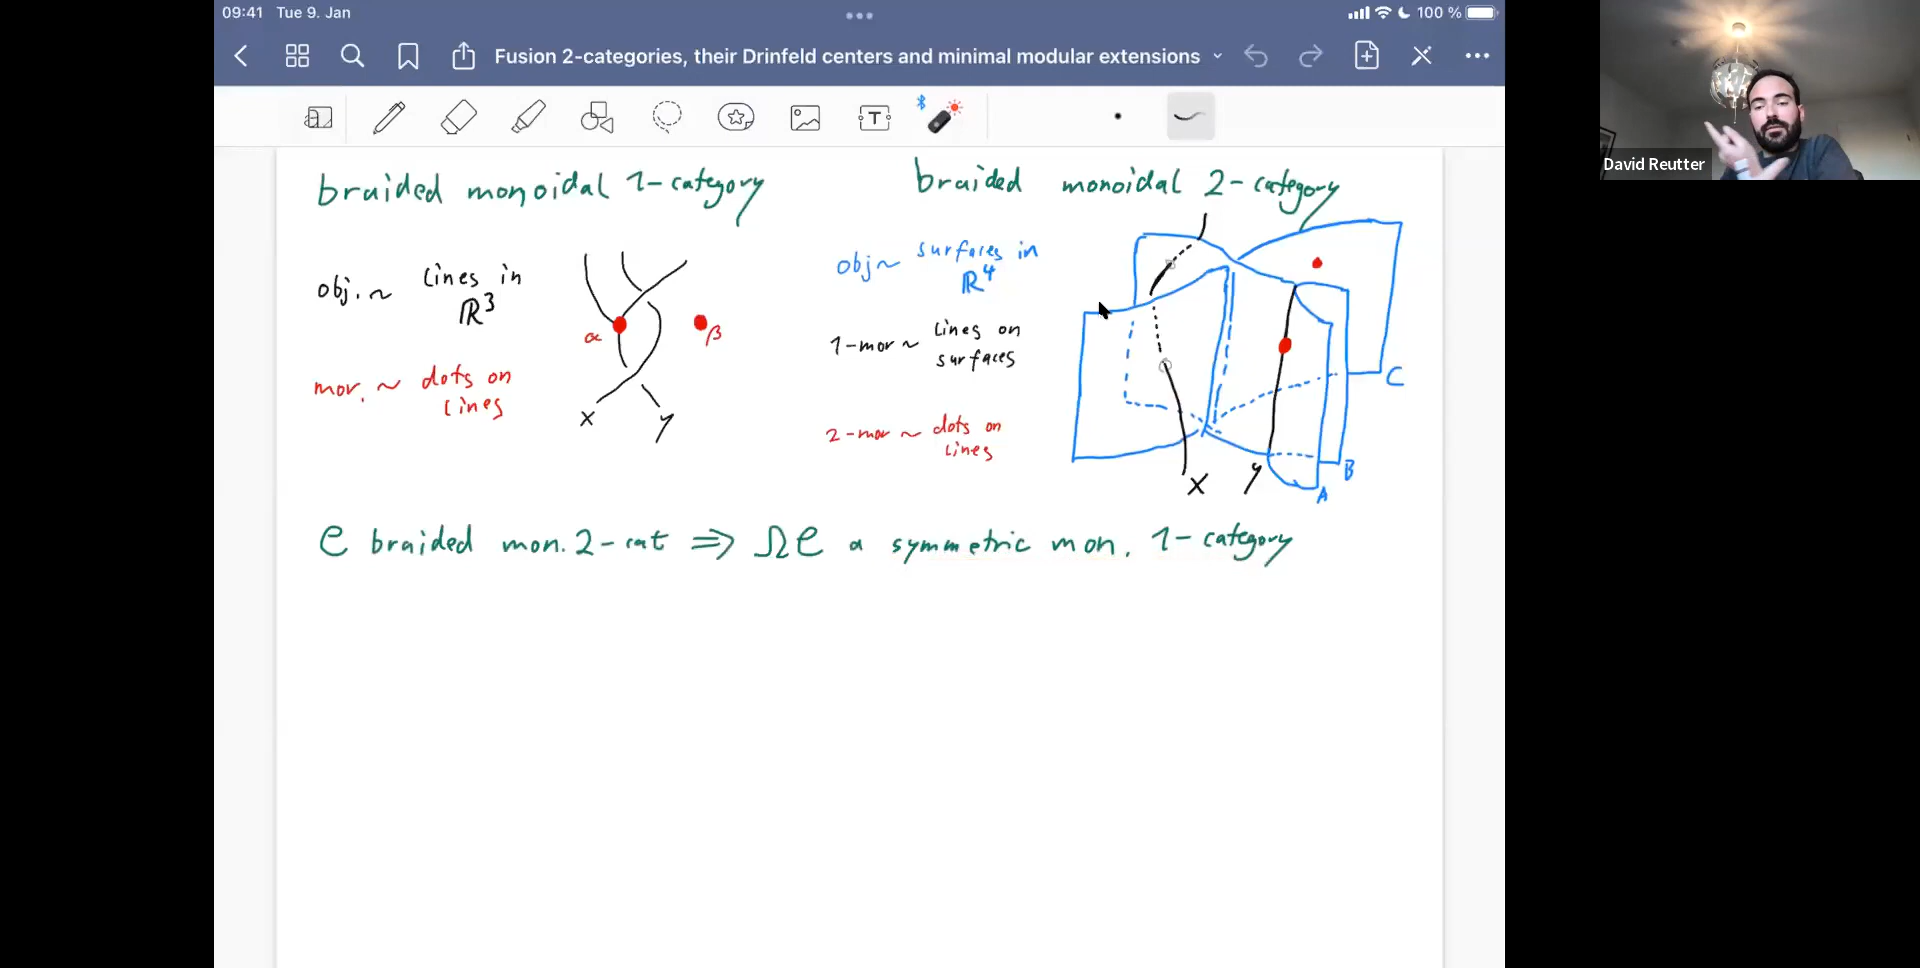 09:41 Tue 9. Jan
100 %
Fusion 2-categories, their Drinfeld centers and minimal modular extensions
David Reutter
braided monoidal 1-category
braided monoidal 2-category
obj. ~ lines in ℝ³
mor. ~ dots on lines
α
β
x
y
obj ~ surfaces in ℝ⁴
1-mor ~ lines on surfaces
2-mor ~ dots on lines
C
B
A
x y
C braided mon. 2-cat ⇒ ΩC a symmetric mon. 1-category